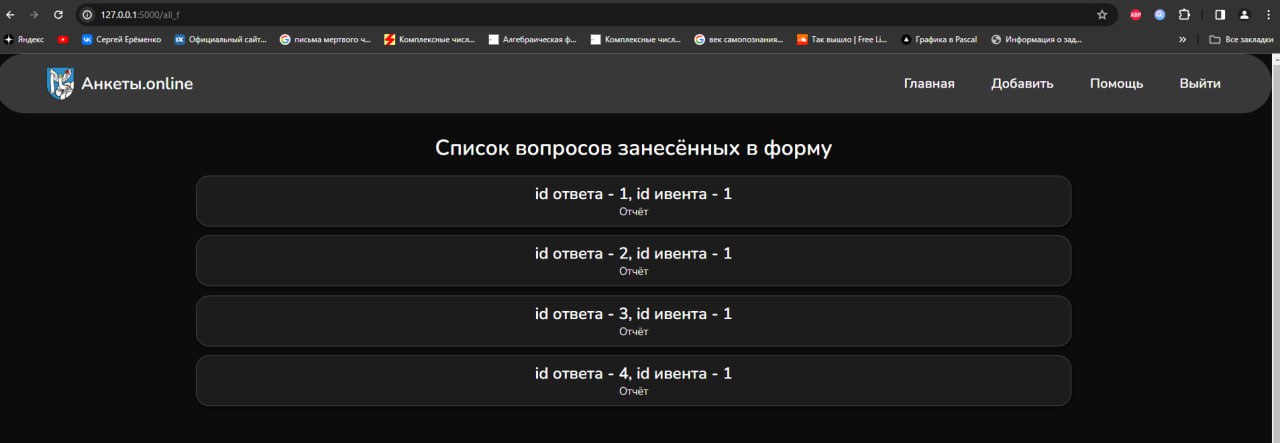 127.0.0.1:5000/all_f
ABP
Яндекс
Сергей Ерёменко
Официальный сайт...
письма мертвого ч...
Комплексные числ...
Алгебраическая ф...
Комплексные числ...
век самопознания...
Так вышло | Free Li...
Графика в Pascal
Информация о зад...
»
Все закладки
Анкеты.online
Главная
Добавить
Помощь
Выйти
Список вопросов занесённых в форму
id ответа - 1, id ивента - 1
Отчёт
id ответа - 2, id ивента - 1
Отчёт
id ответа - 3, id ивента - 1
Отчёт
id ответа - 4, id ивента - 1
Отчёт